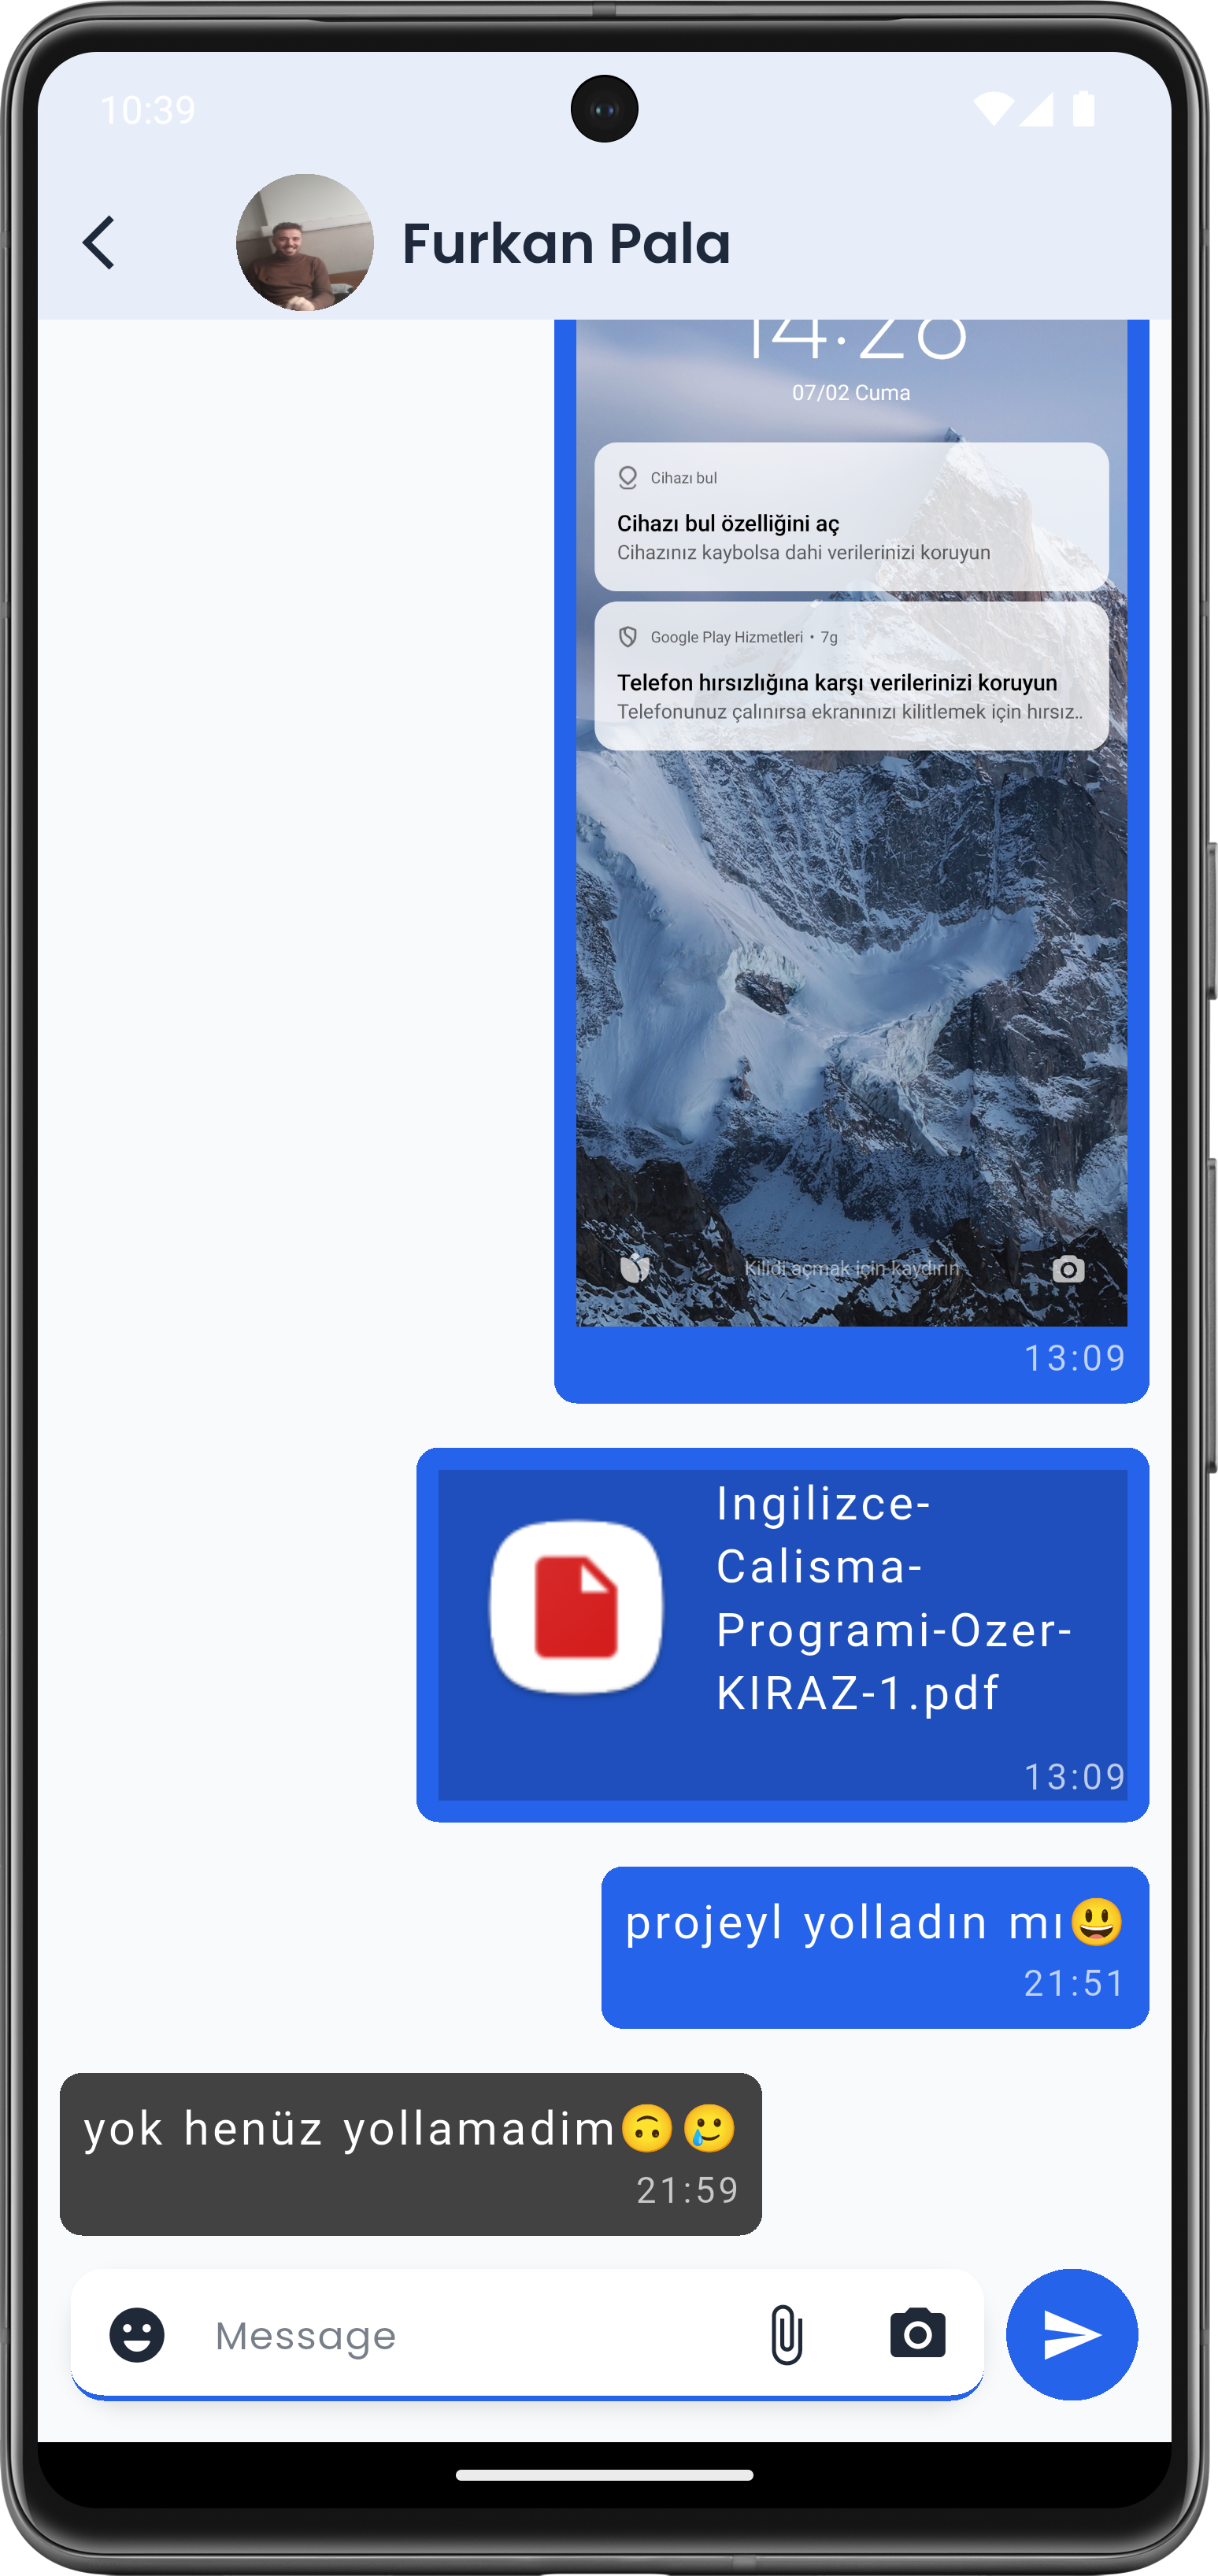 10:39
Furkan Pala
14:28
07/02 Cuma
Cihazı bul
Cihazı bul özelliğini aç
Cihazınız kaybolsa dahi verilerinizi koruyun
Google Play Hizmetleri • 7g
Telefon hırsızlığına karşı verilerinizi koruyun
Telefonunuz çalınırsa ekranınızı kilitlemek için hırsız..
Kilidi açmak için kaydırın
13:09
Ingilizce-
Calisma-
Programi-Ozer-
KIRAZ-1.pdf
13:09
projeyl yolladın mı😃
21:51
yok henüz yollamadim🙃🥲
21:59
Message